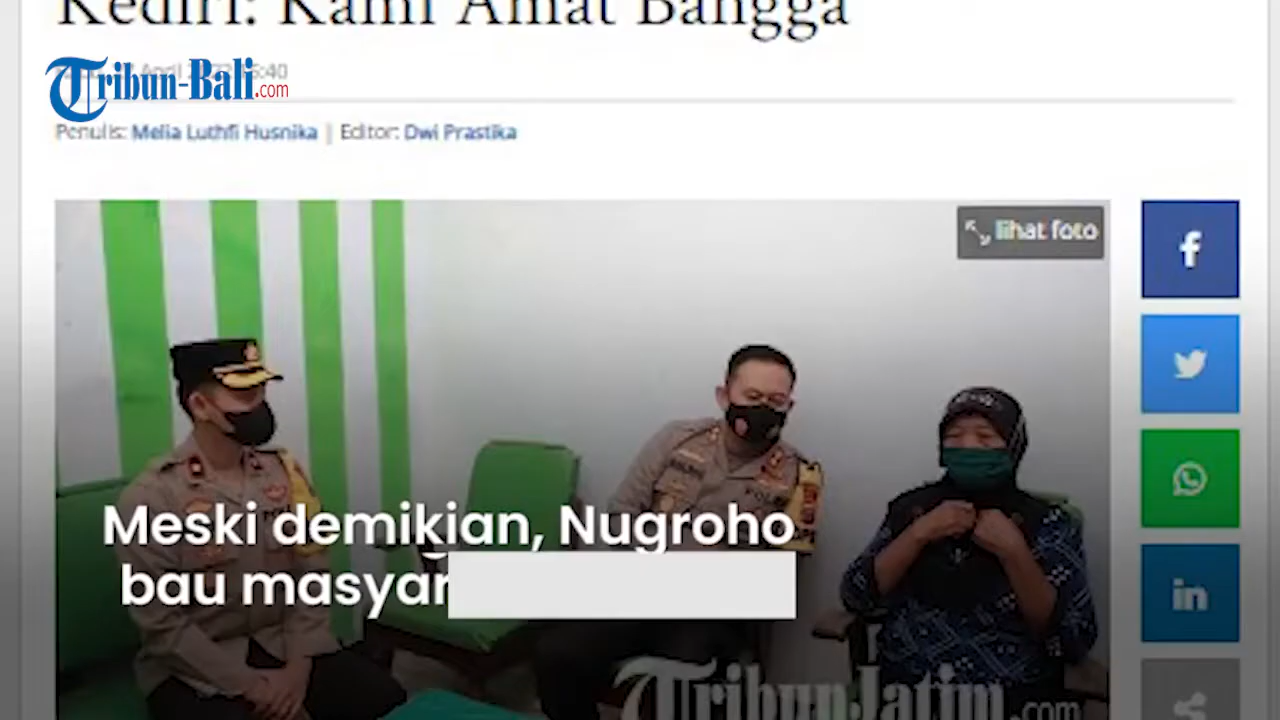 Kediri: Kami Amat Bangga
Tribun-Bali.com
April
Penulis: Melia Luthfi Husnika | Editor: Dwi Prastika
lihat foto
Meski demikian, Nugroho
bau masyar
TribunJatim.com